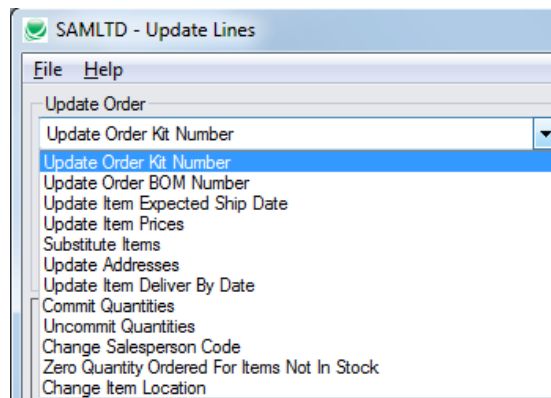 SAMLTD - Update Lines
File Help
Update Order
Update Order Kit Number
Update Order Kit Number
Update Order BOM Number
Update Item Expected Ship Date
Update Item Prices
Substitute Items
Update Addresses
Update Item Deliver By Date
Commit Quantities
Uncommit Quantities
Change Salesperson Code
Zero Quantity Ordered For Items Not In Stock
Change Item Location